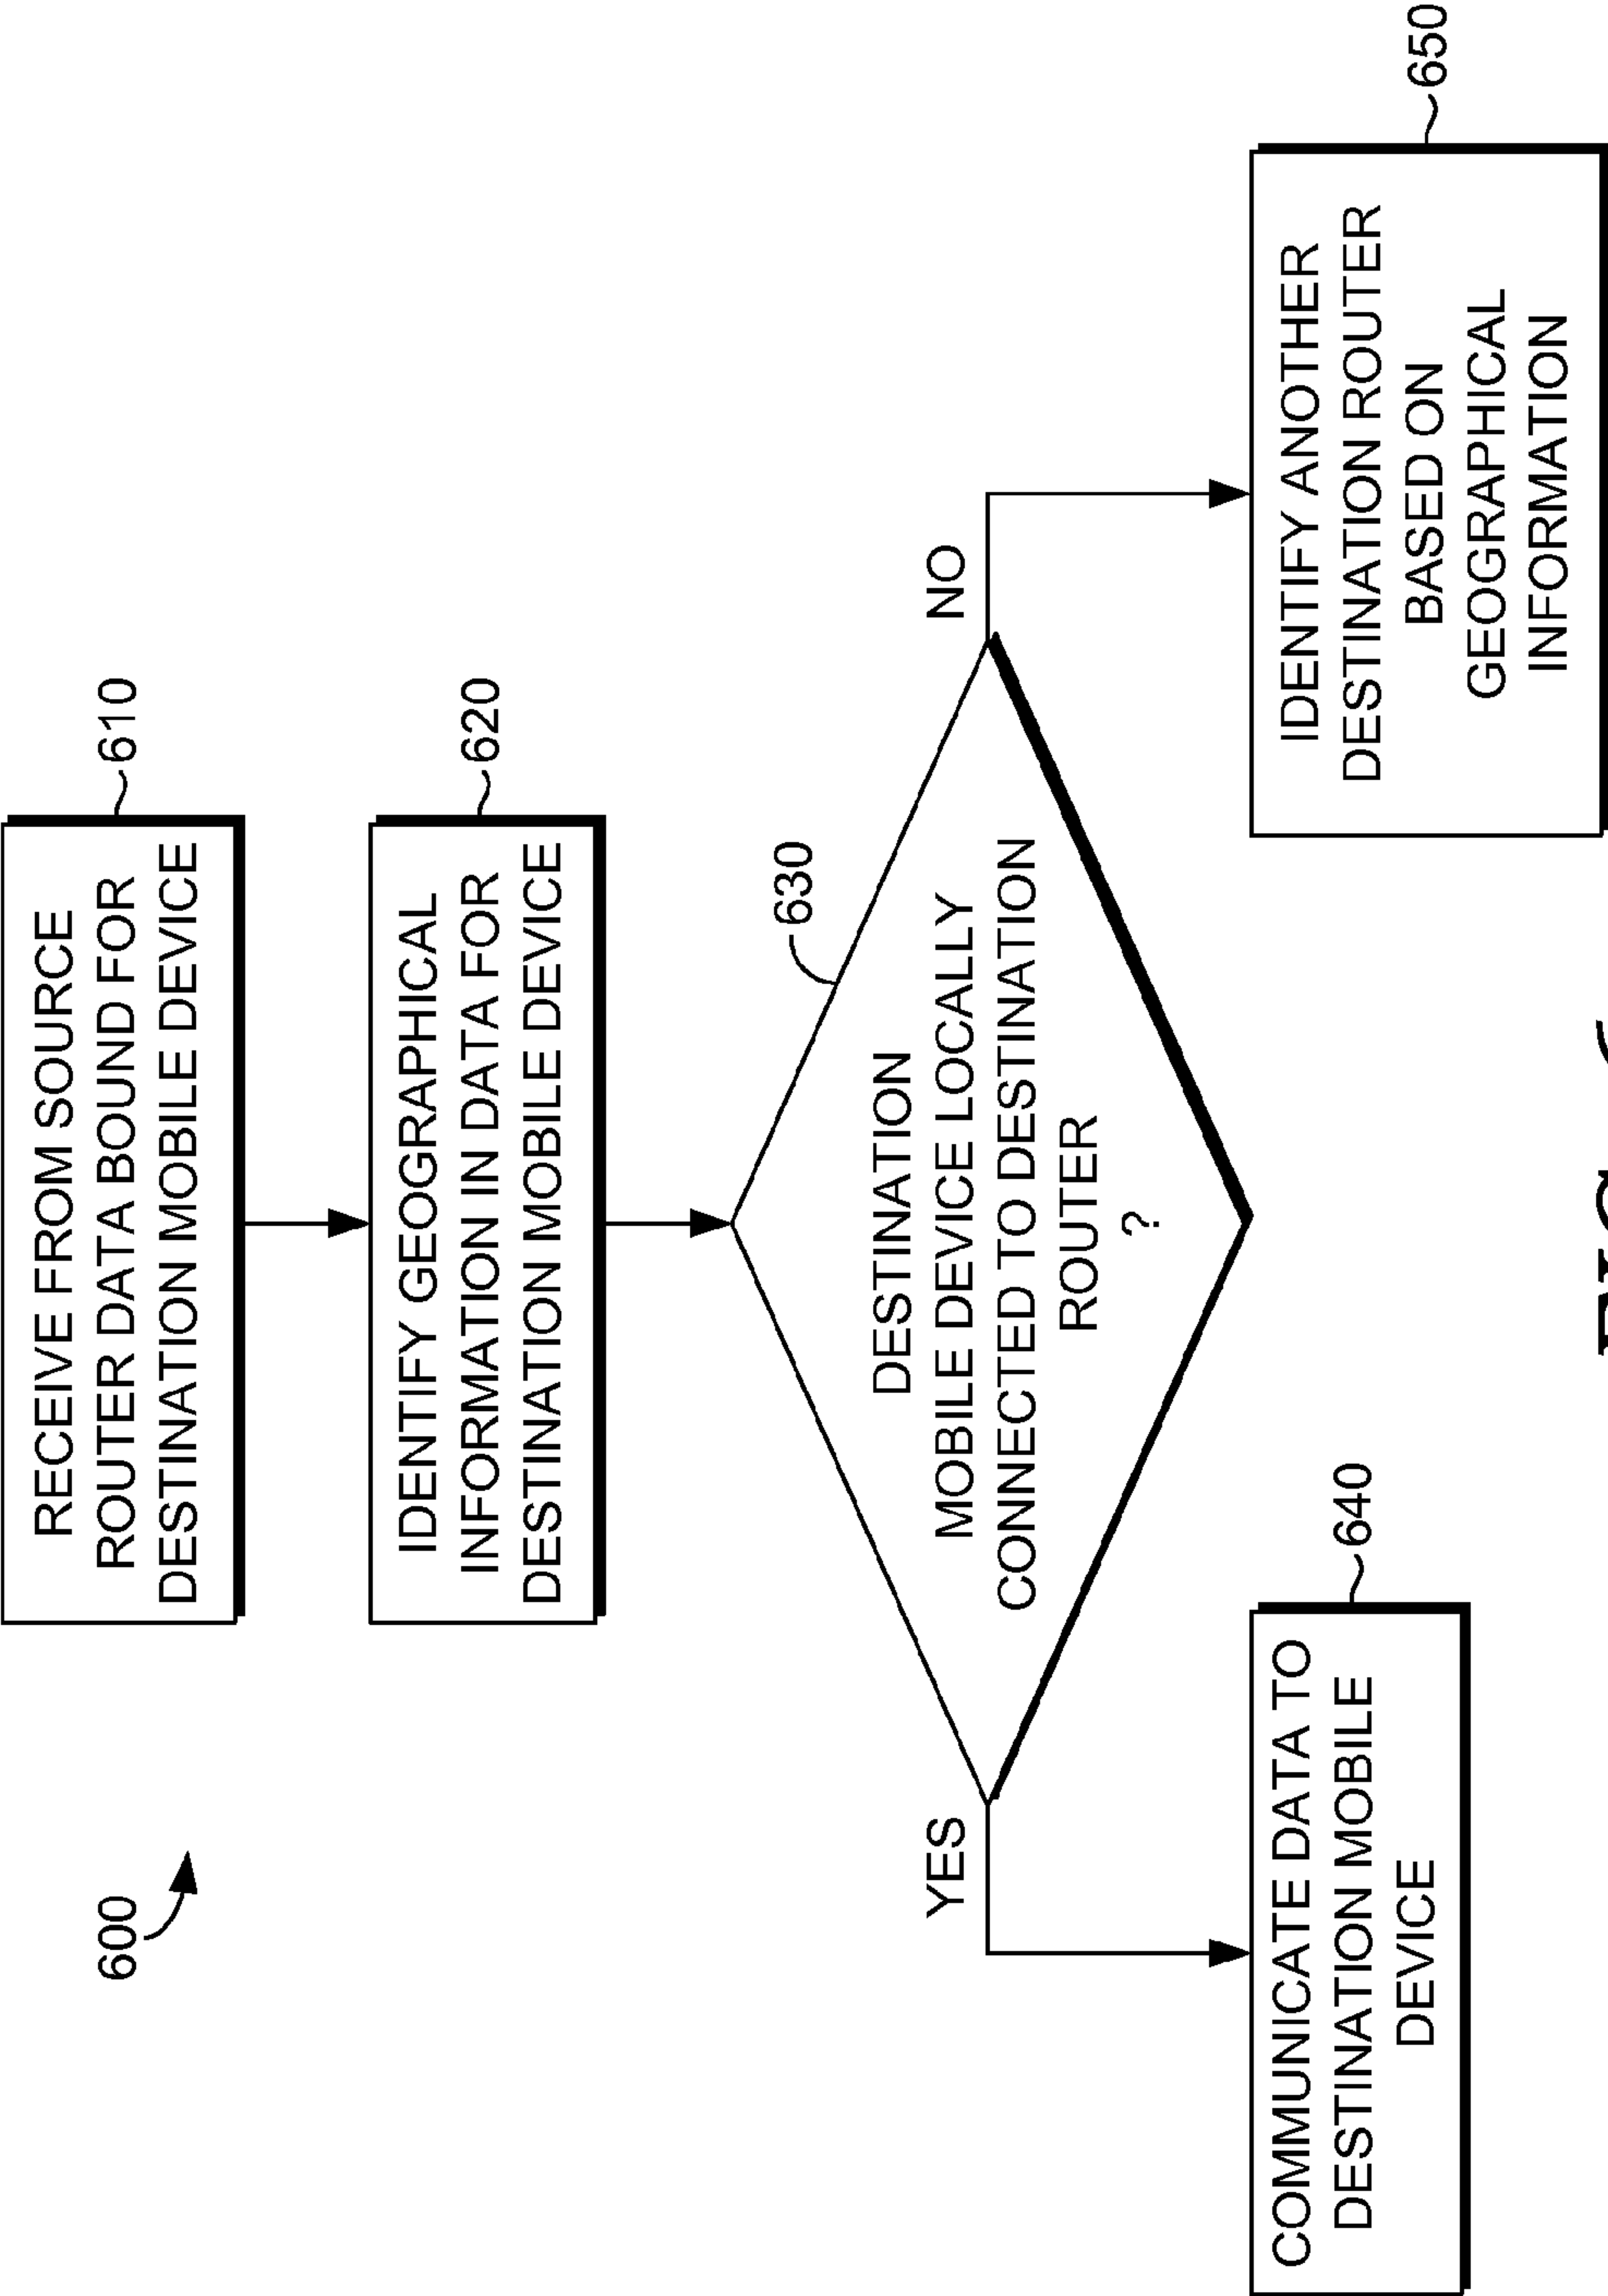 600
RECEIVE FROM SOURCE
ROUTER DATA BOUND FOR
DESTINATION MOBILE DEVICE
610
IDENTIFY GEOGRAPHICAL
INFORMATION IN DATA FOR
DESTINATION MOBILE DEVICE
620
630
DESTINATION
MOBILE DEVICE LOCALLY
CONNECTED TO DESTINATION
ROUTER
?
YES
NO
COMMUNICATE DATA TO
DESTINATION MOBILE
DEVICE
640
IDENTIFY ANOTHER
DESTINATION ROUTER
BASED ON
GEOGRAPHICAL
INFORMATION
650